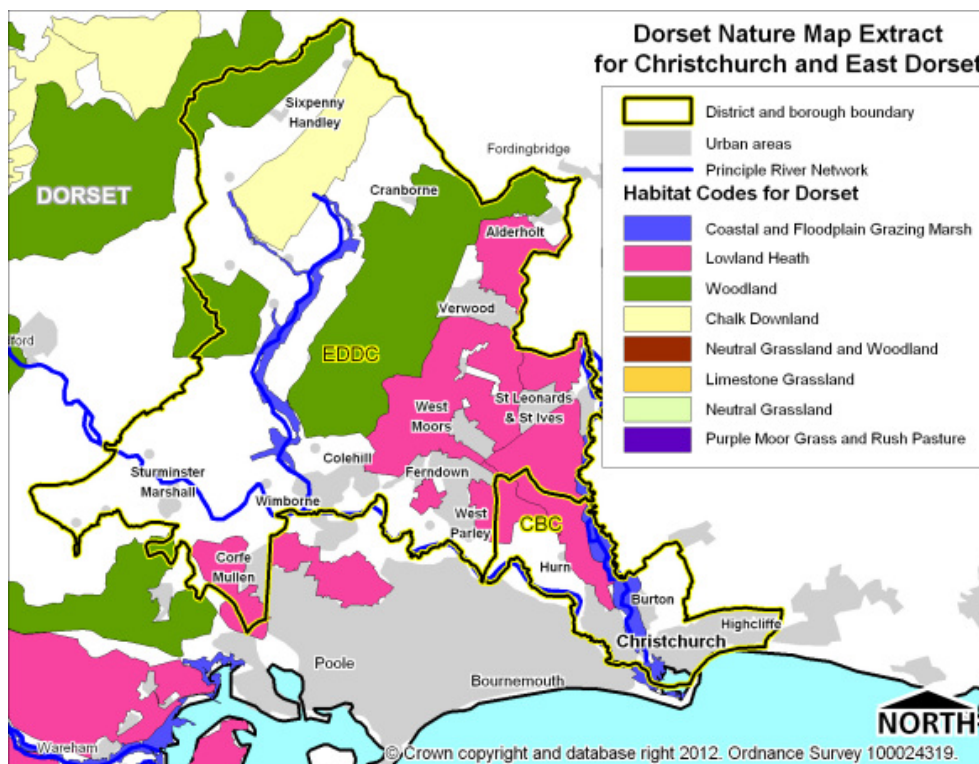 Dorset Nature Map Extract
for Christchurch and East Dorset
District and borough boundary
Urban areas
Principle River Network
Habitat Codes for Dorset
Coastal and Floodplain Grazing Marsh
Lowland Heath
Woodland
Chalk Downland
Neutral Grassland and Woodland
Limestone Grassland
Neutral Grassland
Purple Moor Grass and Rush Pasture
Sixpenny
Handley
Fordingbridge
DORSET
Cranborne
Alderholt
Verwood
dford
EDDC
St Leonards
& St Ives
West
Moors
Colehill
Ferndown
Sturminster
Marshall
Wimborne
West
Parley
CBC
Corfe
Mullen
Hurn
Burton
Highcliffe
Christchurch
Poole
Bournemouth
Wareham
NORTH
© Crown copyright and database right 2012. Ordnance Survey 100024319.